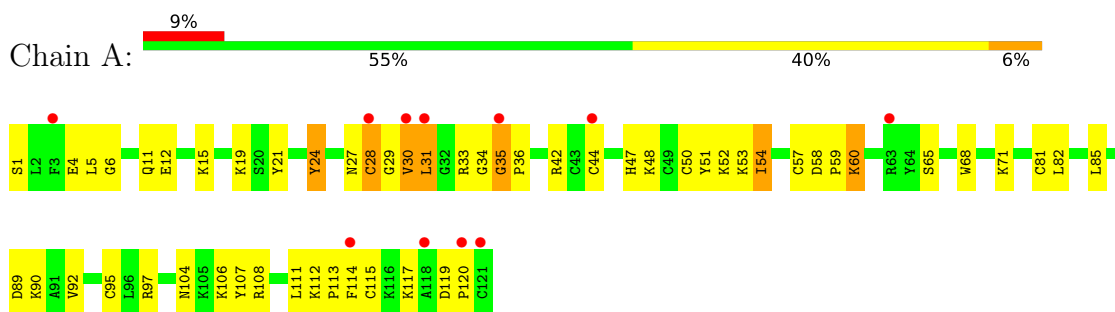 9%
Chain A:
55% 40% 6%
S1 L2 F3 E4 L5 G6 Q11 E12 K15 K19 S20 Y21 Y24 N27 C28 G29 V30 L31 G32 R33 G34 G35 P36 R42 C43 C44 H47 K48 C49 C50 Y51 K52 K53 I54 C57 D58 P59 K60 R63 Y64 S65 W68 K71 C81 L82 L85
D89 K90 A91 V92 C95 L96 R97 N104 K105 K106 Y107 R108 L111 K112 P113 F114 C115 K116 K117 A118 D119 P120 C121